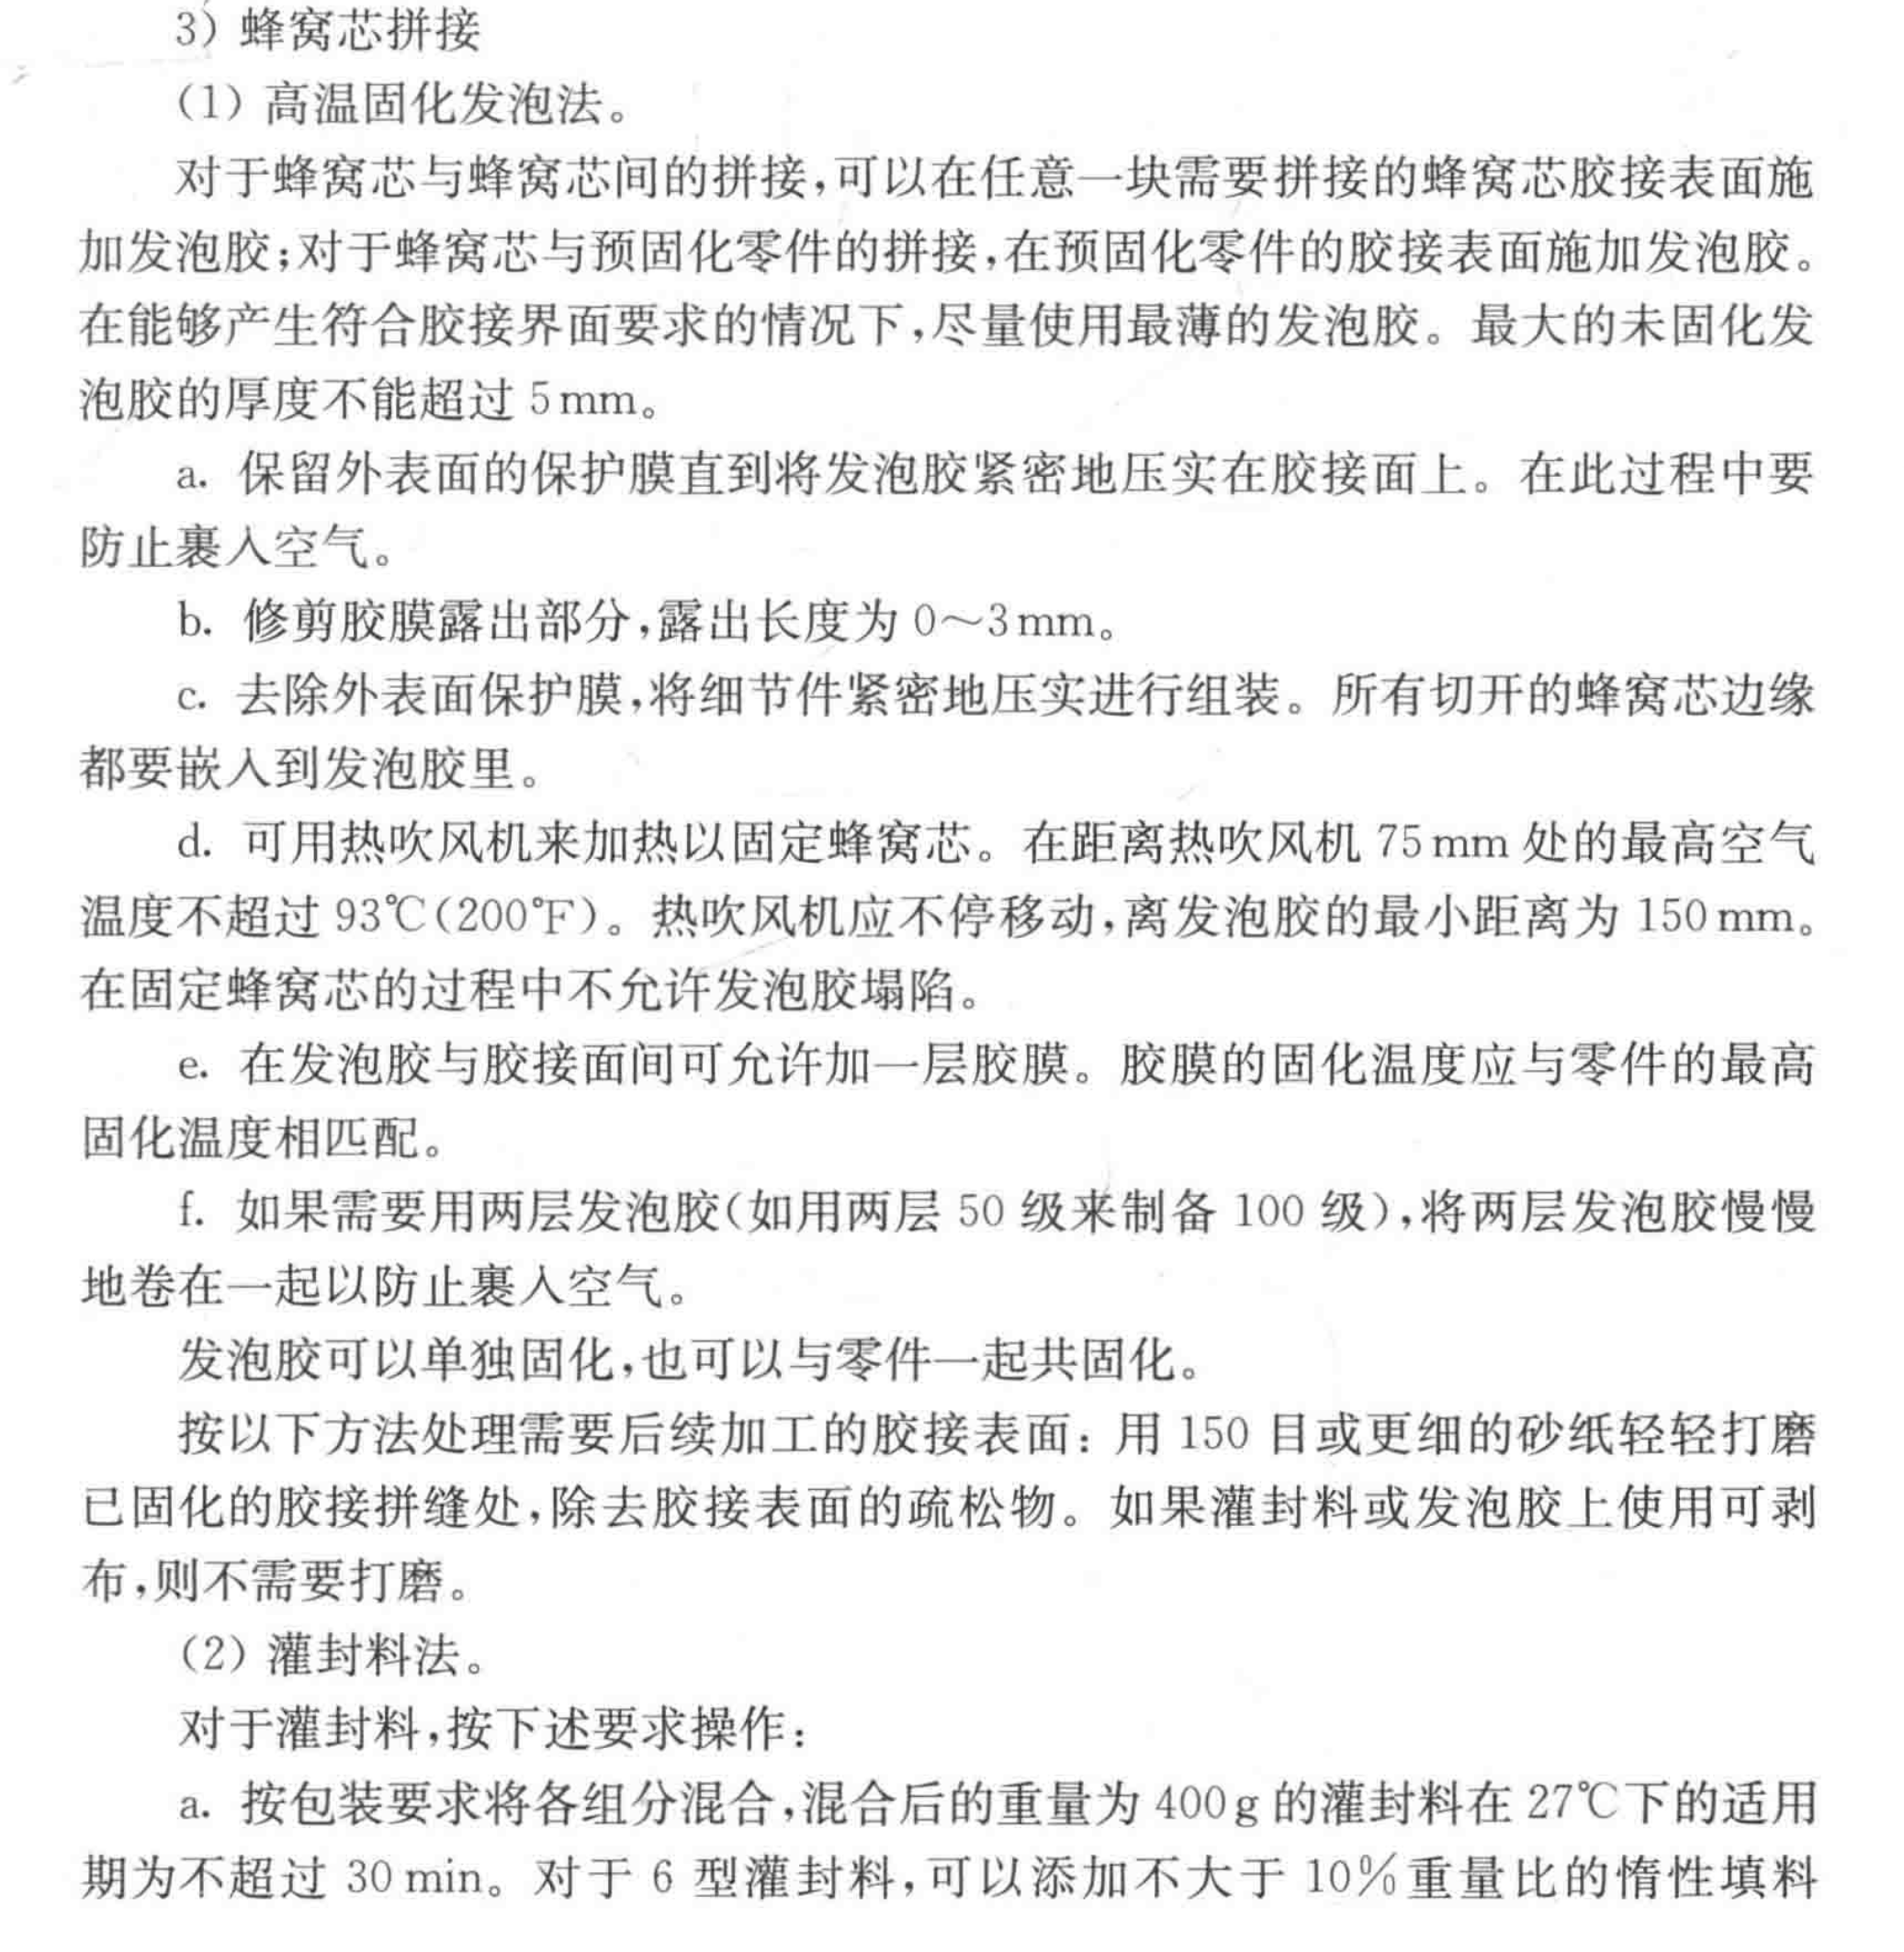 3) 蜂窝芯拼接
(1) 高温固化发泡法。
对于蜂窝芯与蜂窝芯间的拼接,可以在任意一块需要拼接的蜂窝芯胶接表面施
加发泡胶;对于蜂窝芯与预固化零件的拼接,在预固化零件的胶接表面施加发泡胶。
在能够产生符合胶接界面要求的情况下,尽量使用最薄的发泡胶。最大的未固化发
泡胶的厚度不能超过 5 mm。
a. 保留外表面的保护膜直到将发泡胶紧密地压实在胶接面上。在此过程中要
防止裹入空气。
b. 修剪胶膜露出部分,露出长度为 0～3 mm。
c. 去除外表面保护膜,将细节件紧密地压实进行组装。所有切开的蜂窝芯边缘
都要嵌入到发泡胶里。
d. 可用热吹风机来加热以固定蜂窝芯。在距离热吹风机 75 mm 处的最高空气
温度不超过 93℃(200℉)。热吹风机应不停移动,离发泡胶的最小距离为 150 mm。
在固定蜂窝芯的过程中不允许发泡胶塌陷。
e. 在发泡胶与胶接面间可允许加一层胶膜。胶膜的固化温度应与零件的最高
固化温度相匹配。
f. 如果需要用两层发泡胶(如用两层 50 级来制备 100 级),将两层发泡胶慢慢
地卷在一起以防止裹入空气。
发泡胶可以单独固化,也可以与零件一起共固化。
按以下方法处理需要后续加工的胶接表面: 用 150 目或更细的砂纸轻轻打磨
已固化的胶接拼缝处,除去胶接表面的疏松物。如果灌封料或发泡胶上使用可剥
布,则不需要打磨。
(2) 灌封料法。
对于灌封料,按下述要求操作:
a. 按包装要求将各组分混合,混合后的重量为 400 g 的灌封料在 27℃下的适用
期为不超过 30 min。对于 6 型灌封料,可以添加不大于 10%重量比的惰性填料